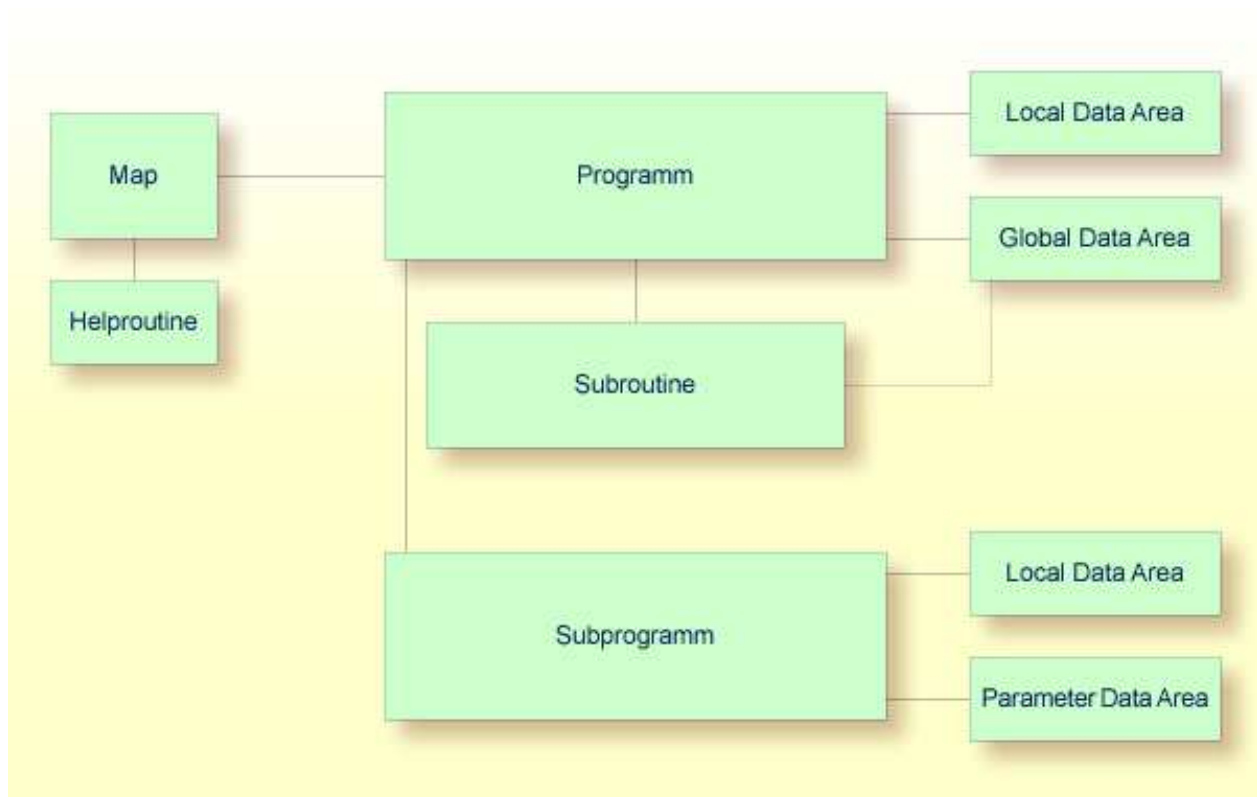 Local Data Area
Map
Programm
Global Data Area
Helproutine
Subroutine
Local Data Area
Subprogramm
Parameter Data Area